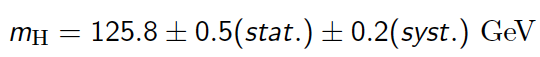 m_H = 125.8 ± 0.5(stat.) ± 0.2(syst.) GeV